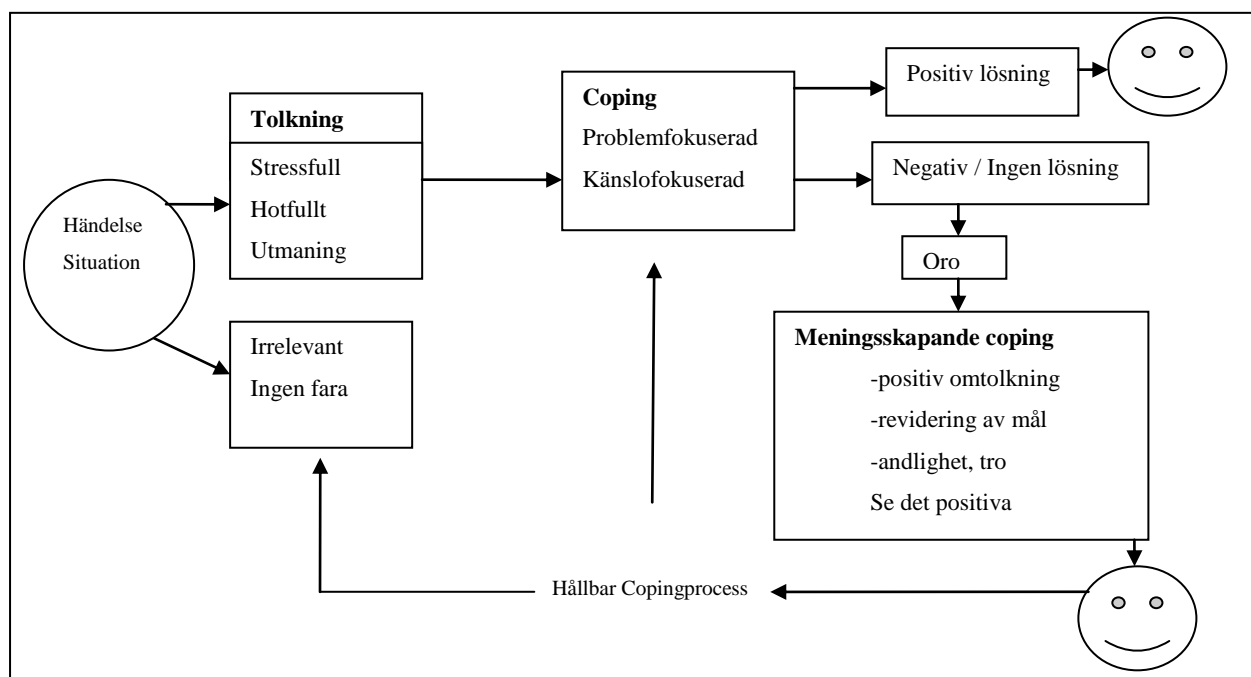 Händelse
Situation
Tolkning
Stressfull
Hotfullt
Utmaning
Irrelevant
Ingen fara
Coping
Problemfokuserad
Känslofokuserad
Positiv lösning
Negativ / Ingen lösning
Oro
Meningsskapande coping
-positiv omtolkning
-revidering av mål
-andlighet, tro
Se det positiva
Hållbar Copingprocess